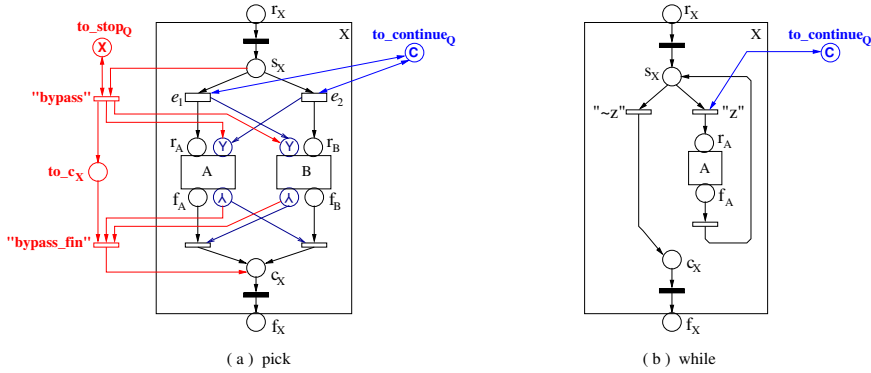 r_X
X
to_stop_Q
X
to_continue_Q
C
s_X
"bypass"
e_1
e_2
r_A
Y
Y
r_B
to_c_X
A
B
f_A
Y
Y
f_B
"bypass_fin"
c_X
f_X
( a ) pick
r_X
X
to_continue_Q
C
s_X
"~z"
"z"
r_A
A
f_A
c_X
f_X
( b ) while